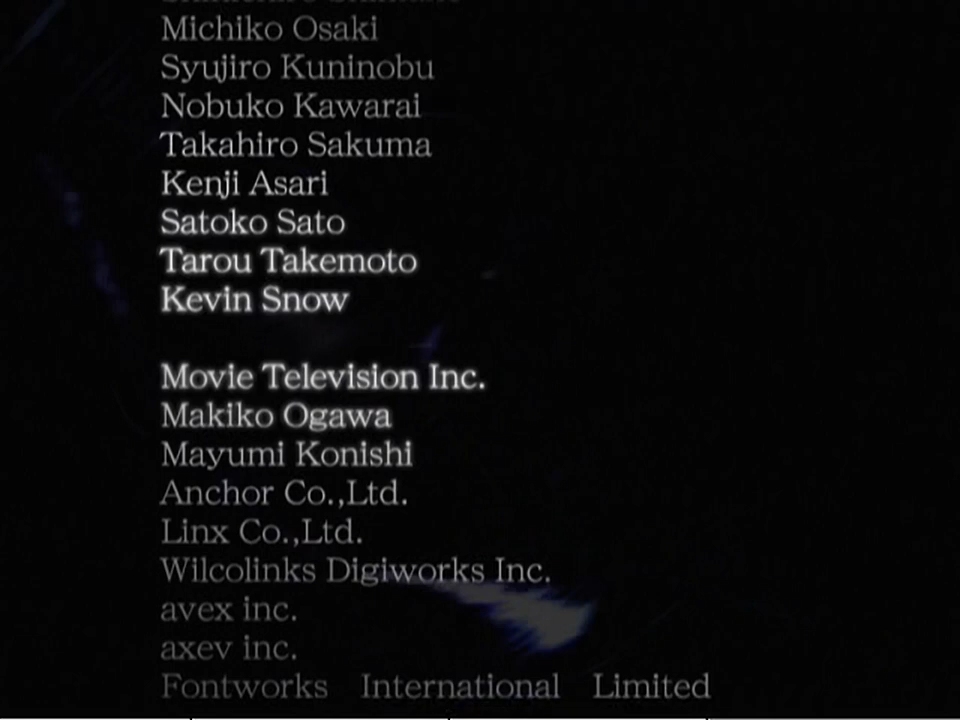 Michiko Osaki
Syujiro Kuninobu
Nobuko Kawarai
Takahiro Sakuma
Kenji Asari
Satoko Sato
Tarou Takemoto
Kevin Snow
Movie Television Inc.
Makiko Ogawa
Mayumi Konishi
Anchor Co.,Ltd.
Linx Co.,Ltd.
Wilcolinks Digiworks Inc.
avex inc.
axev inc.
Fontworks International Limited